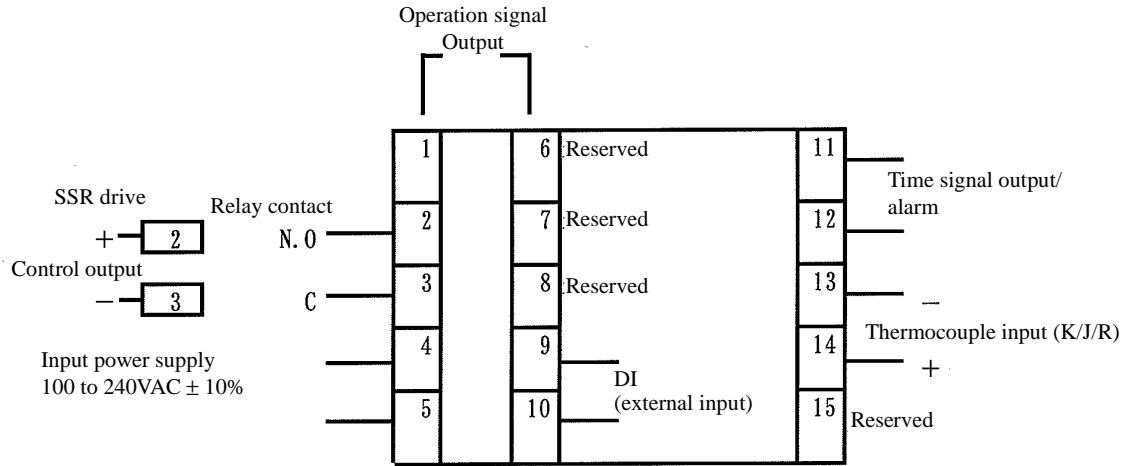 Operation signal
Output
1
6
Reserved
11
Time signal output/
alarm
SSR drive
Relay contact
+
2
N.O
2
7
Reserved
12
Control output
−
3
C
3
8
Reserved
13
−
Thermocouple input (K/J/R)
Input power supply
100 to 240VAC ± 10%
4
9
14
+
DI
(external input)
5
10
15
Reserved